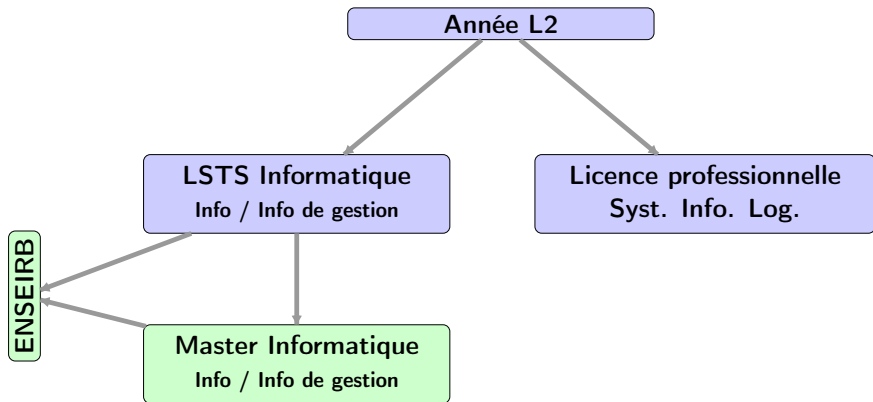 Année L2
LSTS Informatique
Info / Info de gestion
Licence professionnelle
Syst. Info. Log.
ENSEIRB
Master Informatique
Info / Info de gestion